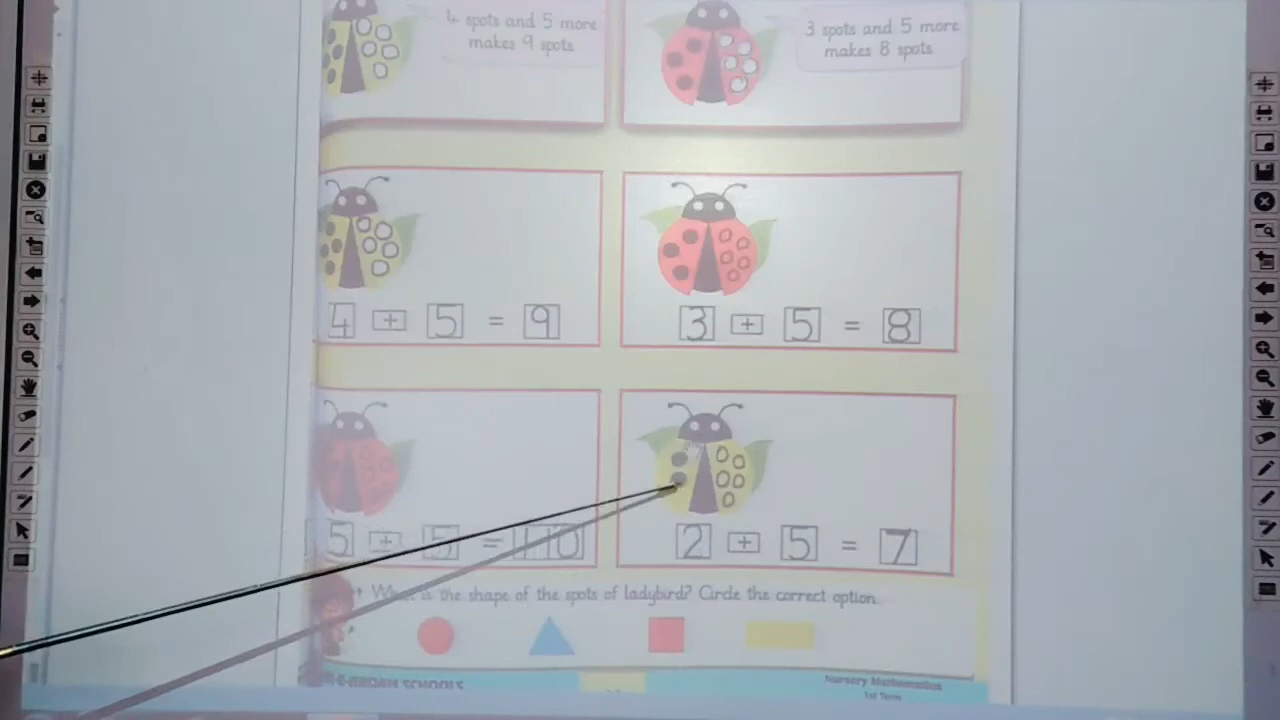 4 spots and 5 more
makes 9 spots
3 spots and 5 more
makes 8 spots
4 + 5 = 9
3 + 5 = 8
5 + 5 = 10
2 + 5 = 7
What is the shape of the spots of ladybird? Circle the correct option.
SCHOOLS
Nursery Mathematics
1st Term